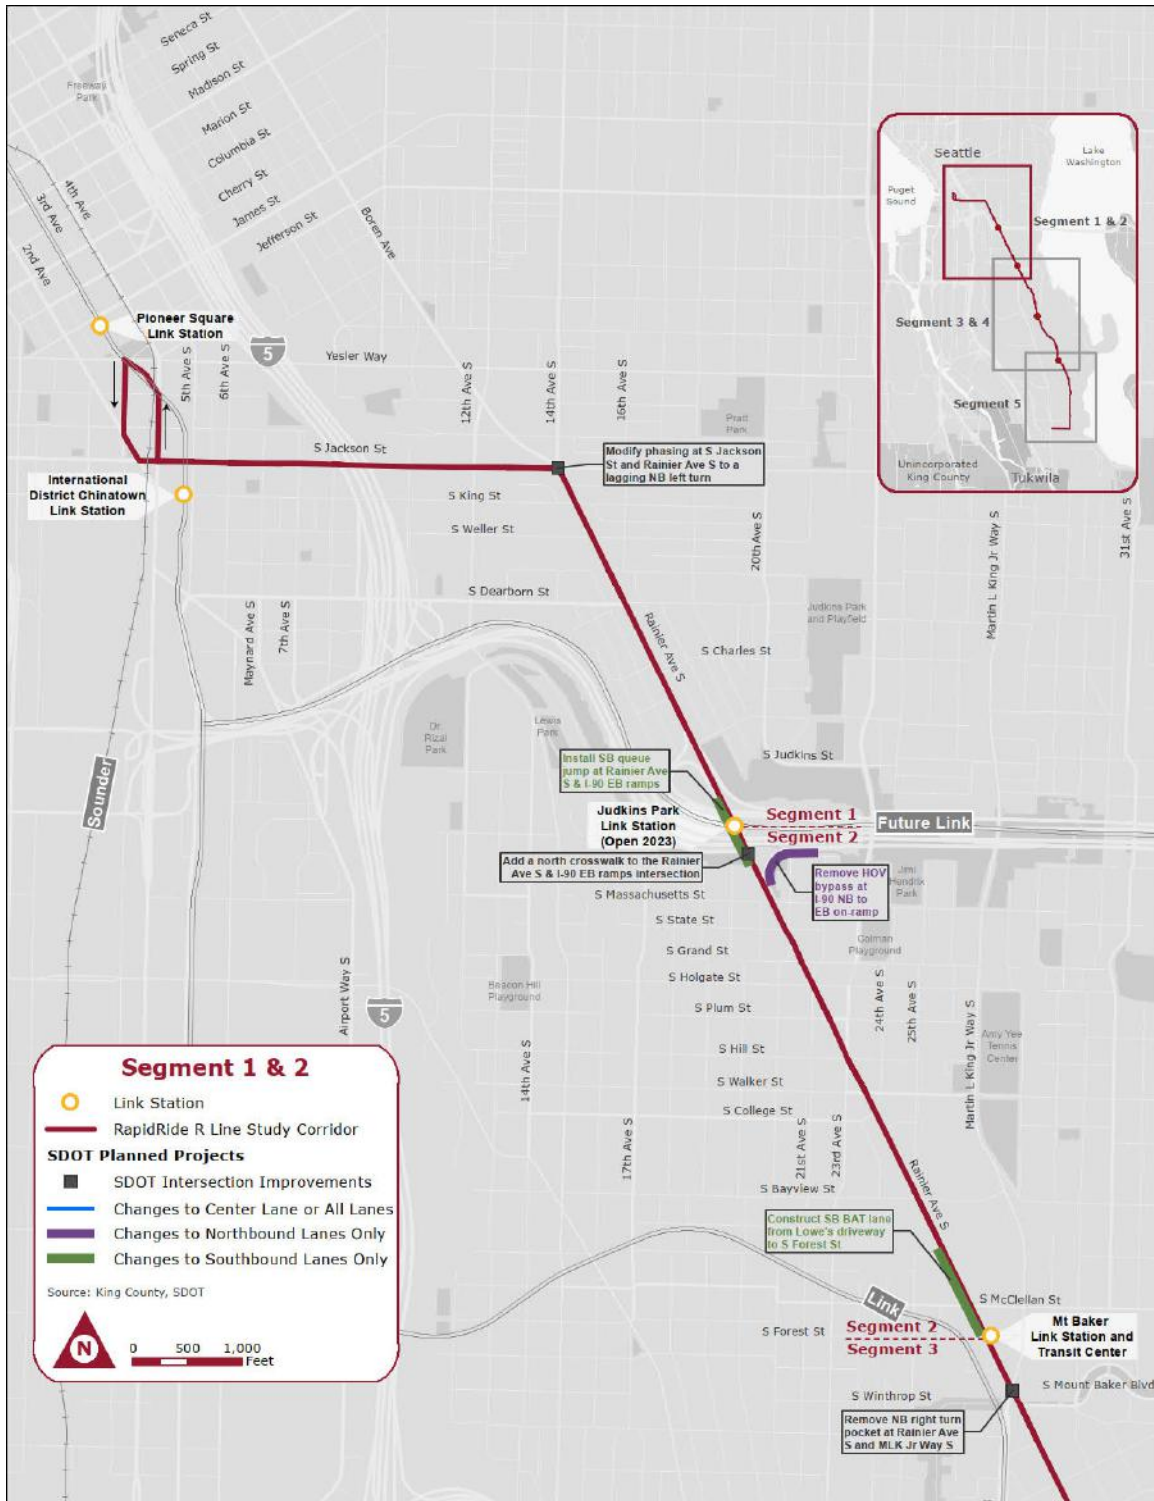 Seneca St
Spring St
Madison St
Marion St
Columbia St
Cherry St
James St
Jefferson St
Freeway
Park
4th Ave
3rd Ave
2nd Ave
Boren Ave
Seattle
Lake
Washington
Puget
Sound
Segment 1 & 2
Segment 3 & 4
Segment 5
Unincorporated
King County
Tukwila
Pioneer Square
Link Station
5
Yesler Way
5th Ave S
6th Ave S
12th Ave S
14th Ave S
16th Ave S
Pratt
Park
S Jackson St
Modify phasing at S Jackson
St and Rainier Ave S to a
lagging NB left turn
International
District Chinatown
Link Station
S King St
S Weller St
20th Ave S
Martin L King Jr Way S
31st Ave S
S Dearborn St
Maynard Ave S
7th Ave S
Rainier Ave S
S Charles St
Judkins Park
and Playfield
Dr.
Rizal
Park
Lewis
Park
S Judkins St
Install SB queue
jump at Rainier Ave
S & I-90 EB ramps
Sounder
Judkins Park
Link Station
(Open 2023)
Segment 1
Segment 2
Future Link
Add a north crosswalk to the Rainier
Ave S & I-90 EB ramps intersection
Remove HOV
bypass at
I-90 NB to
EB on-ramp
Jimi
Hendrix
Park
S Massachusetts St
S State St
S Grand St
S Holgate St
S Plum St
Colman
Playground
Beacon Hill
Playground
Airport Way S
5
24th Ave S
25th Ave S
Martin L King Jr Way S
Amy Yee
Tennis
Center
14th Ave S
S Hill St
S Walker St
S College St
17th Ave S
21st Ave S
23rd Ave S
S Bayview St
Rainier Ave S
Construct SB BAT lane
from Lowe's driveway
to S Forest St
Link
S McClellan St
S Forest St
Segment 2
Segment 3
Mt Baker
Link Station and
Transit Center
S Winthrop St
S Mount Baker Blvd
Remove NB right turn
pocket at Rainier Ave
S and MLK Jr Way S
Segment 1 & 2
Link Station
RapidRide R Line Study Corridor
SDOT Planned Projects
SDOT Intersection Improvements
Changes to Center Lane or All Lanes
Changes to Northbound Lanes Only
Changes to Southbound Lanes Only
Source: King County, SDOT
N
0 500 1,000
Feet